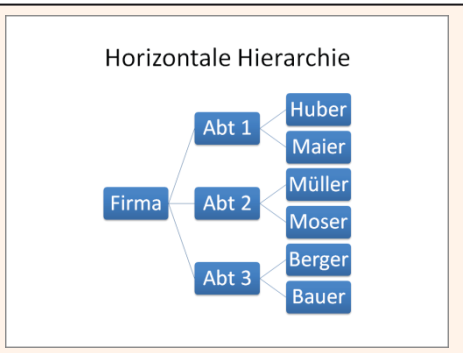 Horizontale Hierarchie
Firma
Abt 1
Huber
Maier
Abt 2
Müller
Moser
Abt 3
Berger
Bauer